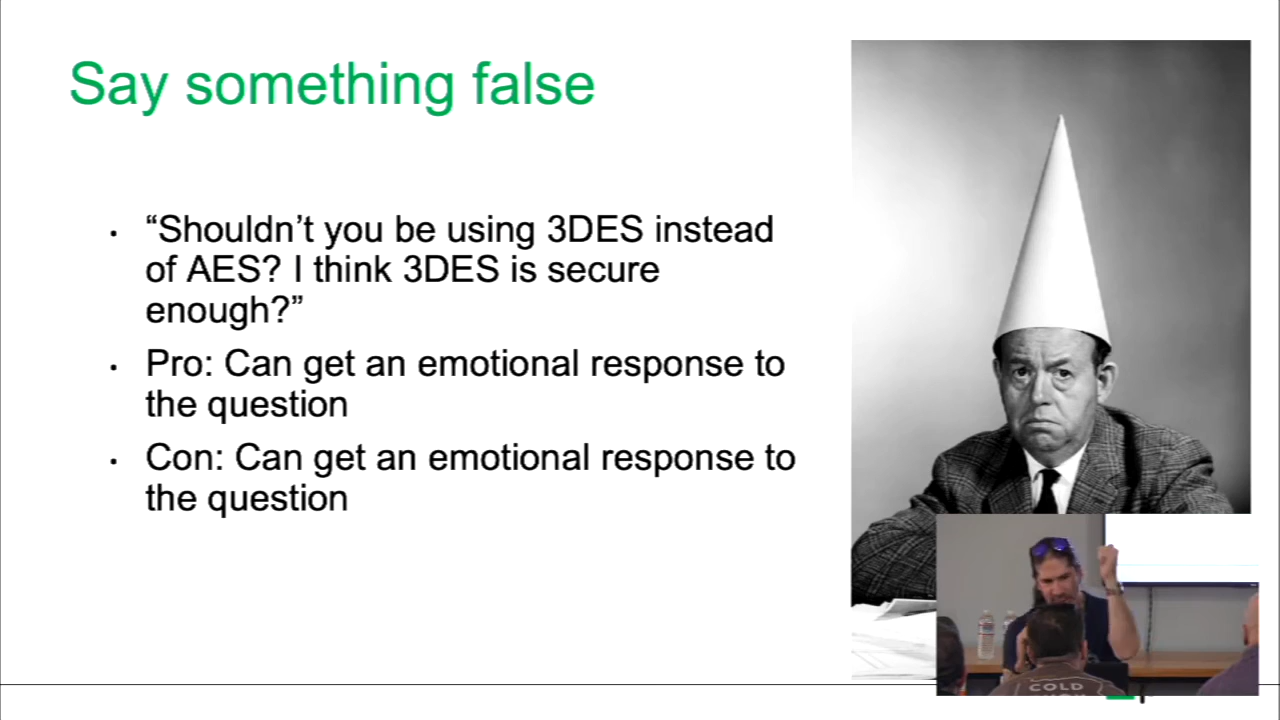 Say something false
· “Shouldn’t you be using 3DES instead
of AES? I think 3DES is secure
enough?”
· Pro: Can get an emotional response to
the question
· Con: Can get an emotional response to
the question
COLD